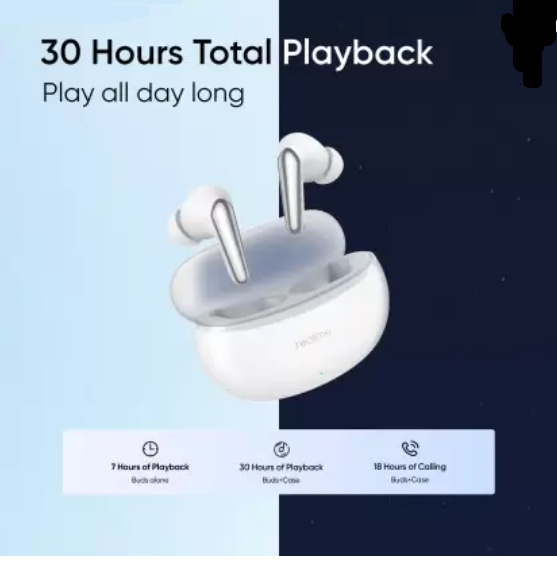 30 Hours Total Playback
Play all day long
realme
7 Hours of Playback
30 Hours of Playback
18 Hours of Calling
Buds alone
Buds+Case
Buds+Case